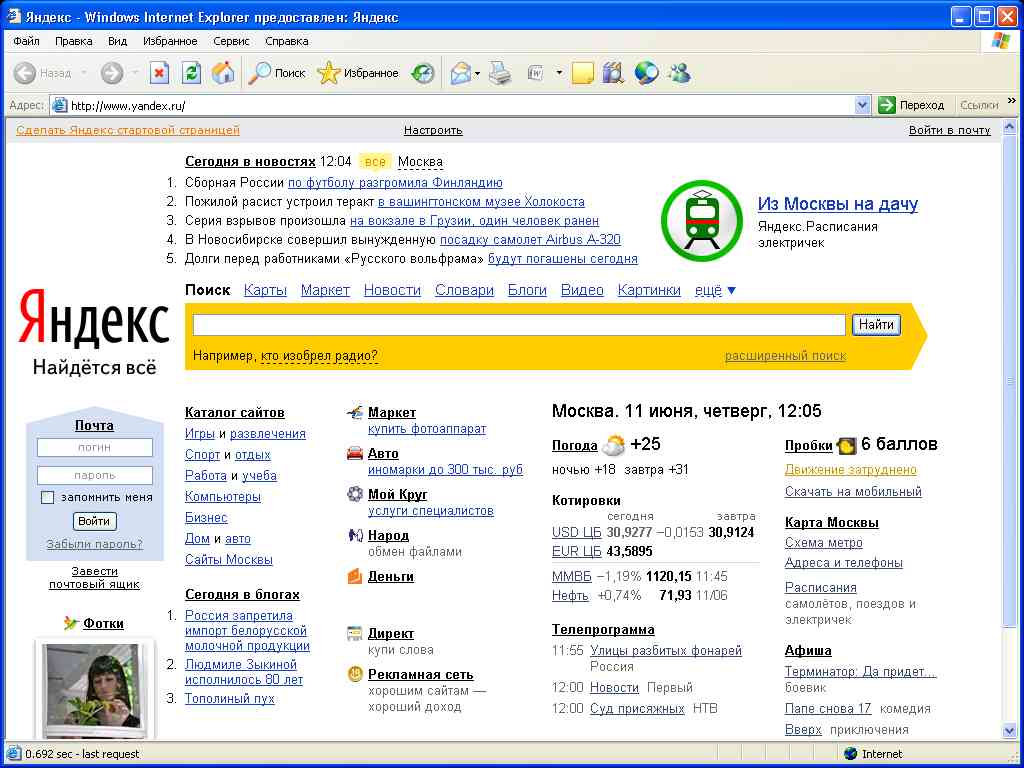 Яндекс - Windows Internet Explorer предоставлен: Яндекс
Файл Правка Вид Избранное Сервис Справка
Назад Поиск Избранное
Адрес: http://www.yandex.ru/ Переход Ссылки »
Сделать Яндекс стартовой страницей Настроить Войти в почту
Сегодня в новостях 12:04 все Москва
1. Сборная России по футболу разгромила Финляндию
2. Пожилой расист устроил теракт в вашингтонском музее Холокоста
3. Серия взрывов произошла на вокзале в Грузии, один человек ранен
4. В Новосибирске совершил вынужденную посадку самолет Airbus A-320
5. Долги перед работниками «Русского вольфрама» будут погашены сегодня
Из Москвы на дачу
Яндекс.Расписания
электричек
Поиск Карты Маркет Новости Словари Блоги Видео Картинки ещё ▼
Яндекс
Найдётся всё
Найти
Например, кто изобрел радио? расширенный поиск
Почта
логин
пароль
запомнить меня
Войти
Забыли пароль?
Завести
почтовый ящик
Фотки
Каталог сайтов
Игры и развлечения
Спорт и отдых
Работа и учеба
Компьютеры
Бизнес
Дом и авто
Сайты Москвы
Сегодня в блогах
1. Россия запретила
импорт белорусской
молочной продукции
2. Людмиле Зыкиной
исполнилось 80 лет
3. Тополиный пух
Маркет
купить фотоаппарат
Авто
иномарки до 300 тыс. руб
Мой Круг
услуги специалистов
Народ
обмен файлами
Деньги
Директ
купи слова
Рекламная сеть
хорошим сайтам —
хороший доход
Москва. 11 июня, четверг, 12:05
Погода +25
ночью +18 завтра +31
Котировки
сегодня завтра
USD ЦБ 30,9277 −0,0153 30,9124
EUR ЦБ 43,5895
ММВБ −1,19% 1120,15 11:45
Нефть +0,74% 71,93 11/06
Телепрограмма
11:55 Улицы разбитых фонарей
Россия
12:00 Новости Первый
12:00 Суд присяжных НТВ
Пробки 6 баллов
Движение затруднено
Скачать на мобильный
Карта Москвы
Схема метро
Адреса и телефоны
Расписания
самолётов, поездов и
электричек
Афиша
Терминатор: Да придет...
боевик
Папе снова 17 комедия
Вверх приключения
0.692 sec - last request Internet